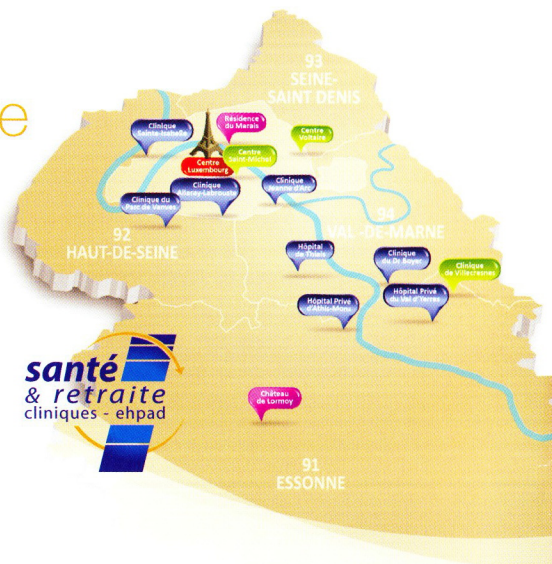 e
93
SEINE-
SAINT DENIS
Clinique
Sainte-Isabelle
Résidence
du Marais
Centre
Voltaire
Centre
Luxembourg
Centre
Saint-Michel
Clinique
Alleray-Labrouste
Clinique
Jeanne d'Arc
Clinique du
Parc de Vanves
92
HAUT-DE-SEINE
94
VAL -DE-MARNE
Hôpital
de Thiais
Clinique
du Dr Boyer
Clinique
de Villecresnes
Hôpital Privé
d'Athis-Mons
Hôpital Privé
du Val d'Yerres
santé
& retraite
cliniques - ehpad
Château
de Lormoy
91
ESSONNE